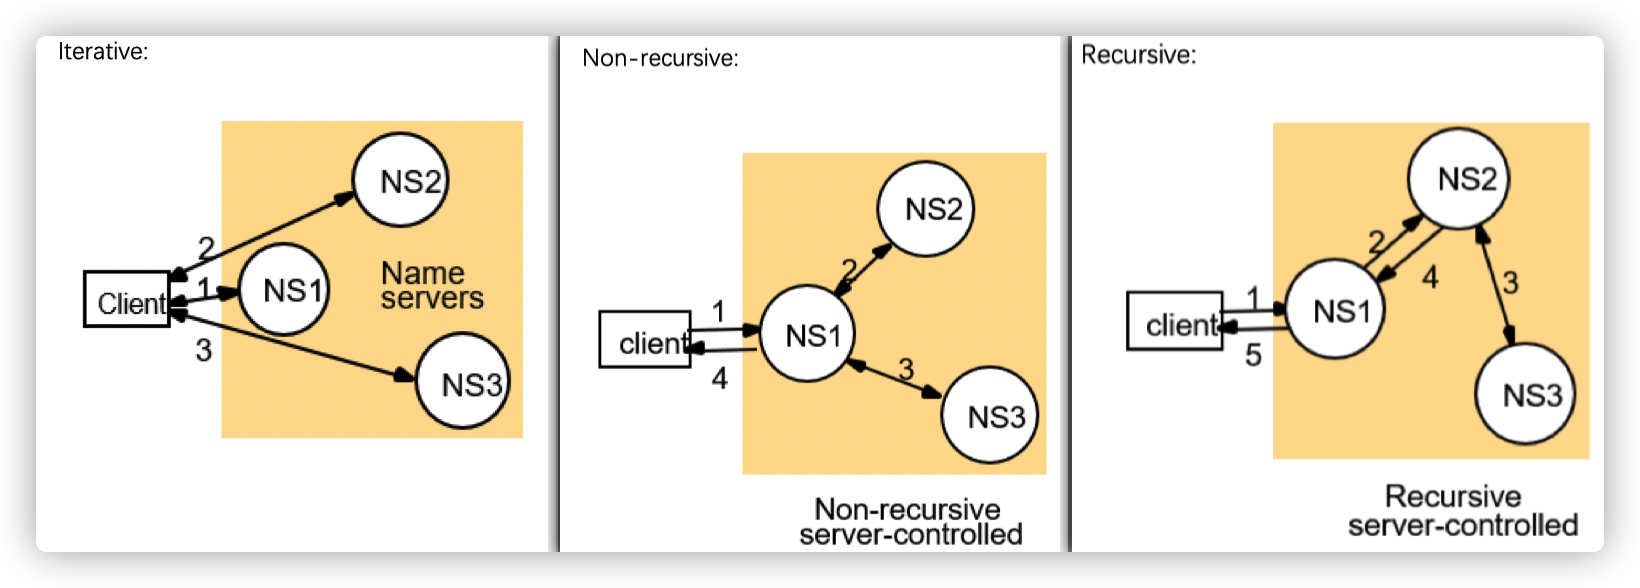 Iterative:
NS2
2
1
NS1
Name
servers
Client
3
NS3
Non-recursive:
NS2
2
1
NS1
client
3
4
NS3
Non-recursive
server-controlled
Recursive:
NS2
2
4
3
1
NS1
client
5
NS3
Recursive
server-controlled